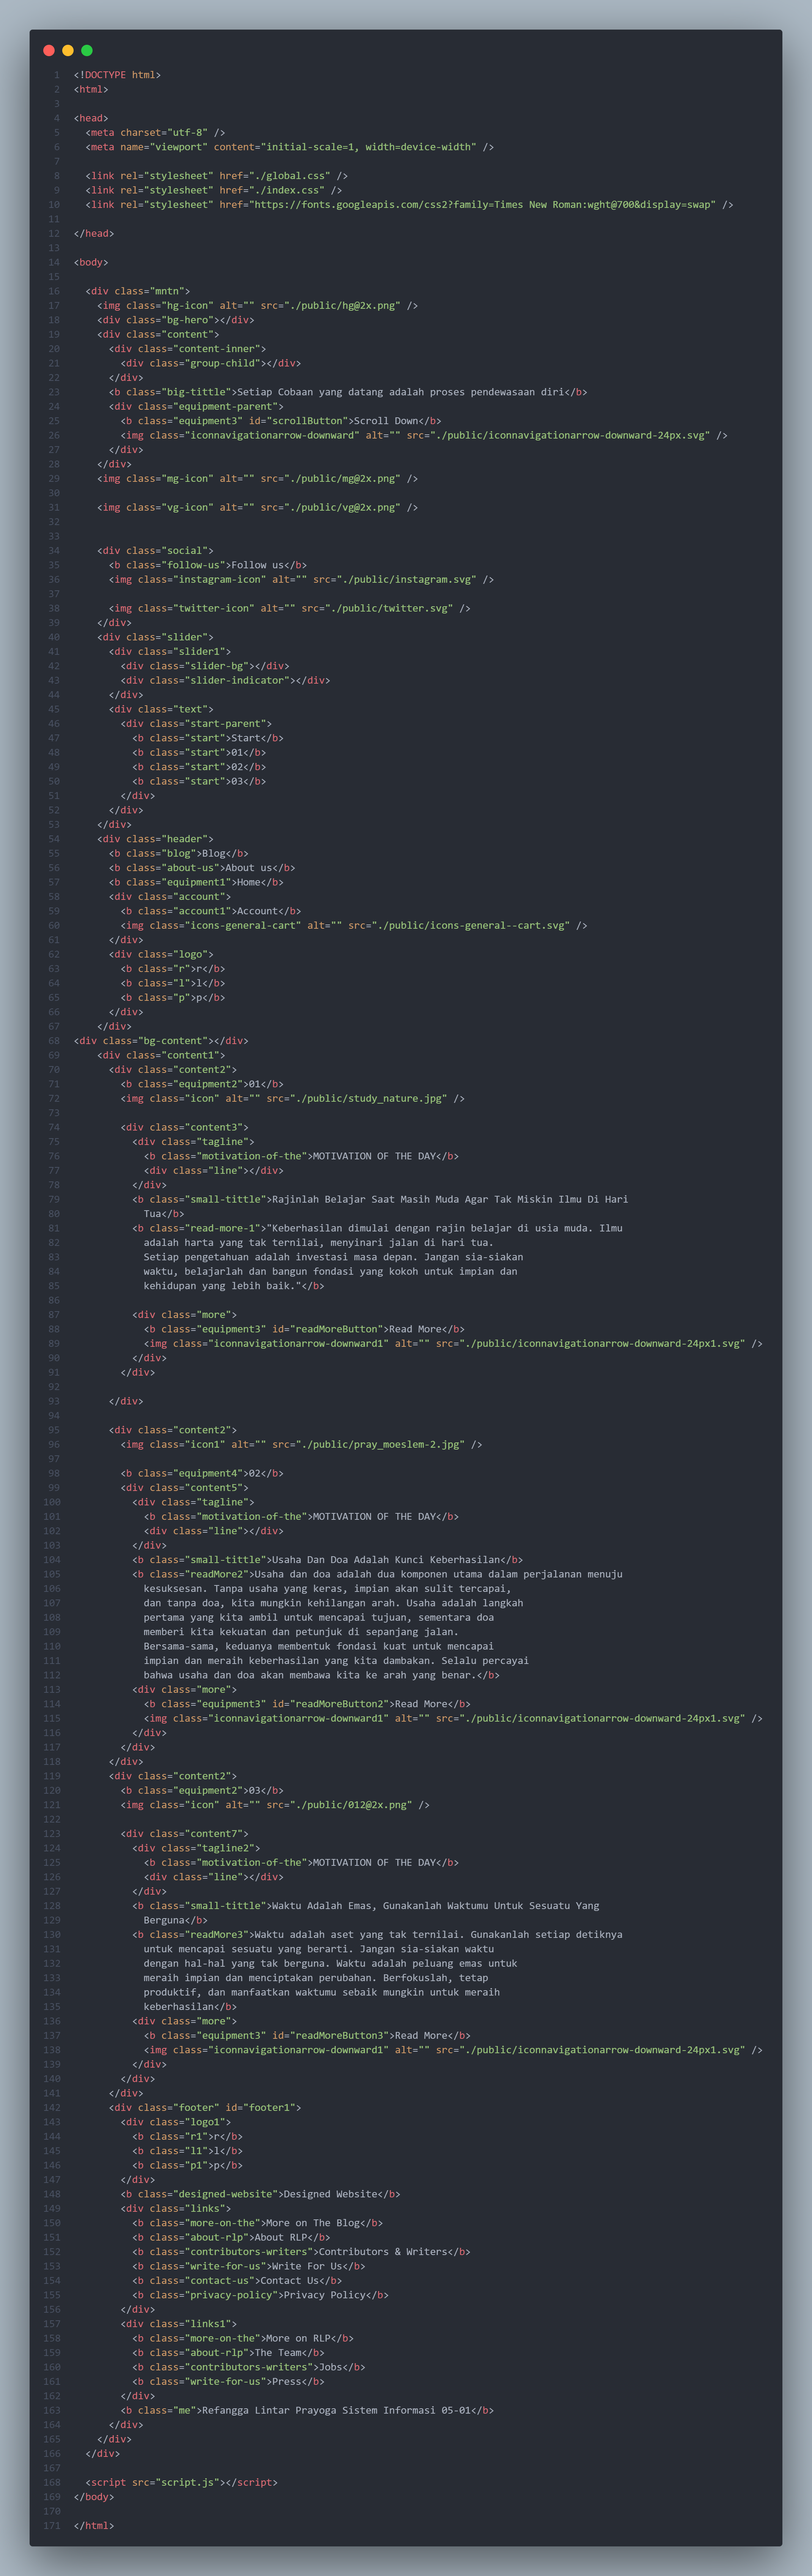 1 <!DOCTYPE html>
2 <html>
3
4 <head>
5   <meta charset="utf-8" />
6   <meta name="viewport" content="initial-scale=1, width=device-width" />
7
8   <link rel="stylesheet" href="./global.css" />
9   <link rel="stylesheet" href="./index.css" />
10   <link rel="stylesheet" href="https://fonts.googleapis.com/css2?family=Times New Roman:wght@700&display=swap" />
11
12 </head>
13
14 <body>
15
16   <div class="mntn">
17     <img class="hg-icon" alt="" src="./public/hg@2x.png" />
18     <div class="bg-hero"></div>
19     <div class="content">
20       <div class="content-inner">
21         <div class="group-child"></div>
22       </div>
23       <b class="big-tittle">Setiap Cobaan yang datang adalah proses pendewasaan diri</b>
24       <div class="equipment-parent">
25         <b class="equipment3" id="scrollButton">Scroll Down</b>
26         <img class="iconnavigationarrow-downward" alt="" src="./public/iconnavigationarrow-downward-24px.svg" />
27       </div>
28     </div>
29     <img class="mg-icon" alt="" src="./public/mg@2x.png" />
30
31     <img class="vg-icon" alt="" src="./public/vg@2x.png" />
32
33
34     <div class="social">
35       <b class="follow-us">Follow us</b>
36       <img class="instagram-icon" alt="" src="./public/instagram.svg" />
37
38       <img class="twitter-icon" alt="" src="./public/twitter.svg" />
39     </div>
40     <div class="slider">
41       <div class="slider1">
42         <div class="slider-bg"></div>
43         <div class="slider-indicator"></div>
44       </div>
45       <div class="text">
46         <div class="start-parent">
47           <b class="start">Start</b>
48           <b class="start">01</b>
49           <b class="start">02</b>
50           <b class="start">03</b>
51         </div>
52       </div>
53     </div>
54     <div class="header">
55       <b class="blog">Blog</b>
56       <b class="about-us">About us</b>
57       <b class="equipment1">Home</b>
58       <div class="account">
59         <b class="account1">Account</b>
60         <img class="icons-general-cart" alt="" src="./public/icons-general--cart.svg" />
61       </div>
62       <div class="logo">
63         <b class="r">r</b>
64         <b class="l">l</b>
65         <b class="p">p</b>
66       </div>
67     </div>
68 <div class="bg-content"></div>
69     <div class="content1">
70       <div class="content2">
71         <b class="equipment2">01</b>
72         <img class="icon" alt="" src="./public/study_nature.jpg" />
73
74         <div class="content3">
75           <div class="tagline">
76             <b class="motivation-of-the">MOTIVATION OF THE DAY</b>
77             <div class="line"></div>
78           </div>
79           <b class="small-tittle">Rajinlah Belajar Saat Masih Muda Agar Tak Miskin Ilmu Di Hari
80             Tua</b>
81           <b class="read-more-1">"Keberhasilan dimulai dengan rajin belajar di usia muda. Ilmu
82             adalah harta yang tak ternilai, menyinari jalan di hari tua.
83             Setiap pengetahuan adalah investasi masa depan. Jangan sia-siakan
84             waktu, belajarlah dan bangun fondasi yang kokoh untuk impian dan
85             kehidupan yang lebih baik."</b>
86
87           <div class="more">
88             <b class="equipment3" id="readMoreButton">Read More</b>
89             <img class="iconnavigationarrow-downward1" alt="" src="./public/iconnavigationarrow-downward-24px1.svg" />
90           </div>
91         </div>
92
93       </div>
94
95       <div class="content2">
96         <img class="icon1" alt="" src="./public/pray_moeslem-2.jpg" />
97
98         <b class="equipment4">02</b>
99         <div class="content5">
100           <div class="tagline">
101             <b class="motivation-of-the">MOTIVATION OF THE DAY</b>
102             <div class="line"></div>
103           </div>
104           <b class="small-tittle">Usaha Dan Doa Adalah Kunci Keberhasilan</b>
105           <b class="readMore2">Usaha dan doa adalah dua komponen utama dalam perjalanan menuju
106             kesuksesan. Tanpa usaha yang keras, impian akan sulit tercapai,
107             dan tanpa doa, kita mungkin kehilangan arah. Usaha adalah langkah
108             pertama yang kita ambil untuk mencapai tujuan, sementara doa
109             memberi kita kekuatan dan petunjuk di sepanjang jalan.
110             Bersama-sama, keduanya membentuk fondasi kuat untuk mencapai
111             impian dan meraih keberhasilan yang kita dambakan. Selalu percayai
112             bahwa usaha dan doa akan membawa kita ke arah yang benar.</b>
113           <div class="more">
114             <b class="equipment3" id="readMoreButton2">Read More</b>
115             <img class="iconnavigationarrow-downward1" alt="" src="./public/iconnavigationarrow-downward-24px1.svg" />
116           </div>
117         </div>
118       </div>
119       <div class="content2">
120         <b class="equipment2">03</b>
121         <img class="icon" alt="" src="./public/012@2x.png" />
122
123         <div class="content7">
124           <div class="tagline2">
125             <b class="motivation-of-the">MOTIVATION OF THE DAY</b>
126             <div class="line"></div>
127           </div>
128           <b class="small-tittle">Waktu Adalah Emas, Gunakanlah Waktumu Untuk Sesuatu Yang
129             Berguna</b>
130           <b class="readMore3">Waktu adalah aset yang tak ternilai. Gunakanlah setiap detiknya
131             untuk mencapai sesuatu yang berarti. Jangan sia-siakan waktu
132             dengan hal-hal yang tak berguna. Waktu adalah peluang emas untuk
133             meraih impian dan menciptakan perubahan. Berfokuslah, tetap
134             produktif, dan manfaatkan waktumu sebaik mungkin untuk meraih
135             keberhasilan</b>
136           <div class="more">
137             <b class="equipment3" id="readMoreButton3">Read More</b>
138             <img class="iconnavigationarrow-downward1" alt="" src="./public/iconnavigationarrow-downward-24px1.svg" />
139           </div>
140         </div>
141       </div>
142       <div class="footer" id="footer1">
143         <div class="logo1">
144           <b class="r1">r</b>
145           <b class="l1">l</b>
146           <b class="p1">p</b>
147         </div>
148         <b class="designed-website">Designed Website</b>
149         <div class="links">
150           <b class="more-on-the">More on The Blog</b>
151           <b class="about-rlp">About RLP</b>
152           <b class="contributors-writers">Contributors & Writers</b>
153           <b class="write-for-us">Write For Us</b>
154           <b class="contact-us">Contact Us</b>
155           <b class="privacy-policy">Privacy Policy</b>
156         </div>
157         <div class="links1">
158           <b class="more-on-the">More on RLP</b>
159           <b class="about-rlp">The Team</b>
160           <b class="contributors-writers">Jobs</b>
161           <b class="write-for-us">Press</b>
162         </div>
163         <b class="me">Refangga Lintar Prayoga Sistem Informasi 05-01</b>
164       </div>
165     </div>
166   </div>
167
168   <script src="script.js"></script>
169 </body>
170
171 </html>